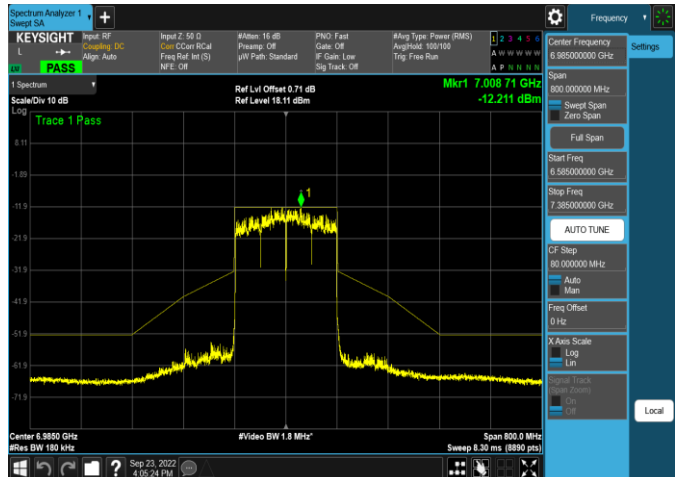 Spectrum Analyzer 1
Swept SA
Frequency
KEYSIGHT
L
PASS
Input: RF
Coupling: DC
Align: Auto
Input Z: 50 Ω
Corr CCorr RCal
Freq Ref: Int (S)
NFE: Off
#Atten: 16 dB
Preamp: Off
µW Path: Standard
PNO: Fast
Gate: Off
IF Gain: Low
Sig Track: Off
#Avg Type: Power (RMS)
Avg|Hold: 100/100
Trig: Free Run
1 2 3 4 5 6
A W W W W W
A P N N N N
1 Spectrum
Scale/Div 10 dB
Log
Ref Lvl Offset 0.71 dB
Ref Level 18.11 dBm
Mkr1 7.008 71 GHz
-12.211 dBm
Trace 1 Pass
8.11
-1.89
-11.9
-21.9
-31.9
-41.9
-51.9
-61.9
-71.9
1
Center 6.9850 GHz
#Res BW 180 kHz
#Video BW 1.8 MHz*
Span 800.0 MHz
Sweep 8.30 ms (8890 pts)
Sep 23, 2022
4:05:24 PM
Center Frequency
6.985000000 GHz
Settings
Span
800.000000 MHz
Swept Span
Zero Span
Full Span
Start Freq
6.585000000 GHz
Stop Freq
7.385000000 GHz
AUTO TUNE
CF Step
80.000000 MHz
Auto
Man
Freq Offset
0 Hz
X Axis Scale
Log
Lin
Signal Track
(Span Zoom)
On
Off
Local